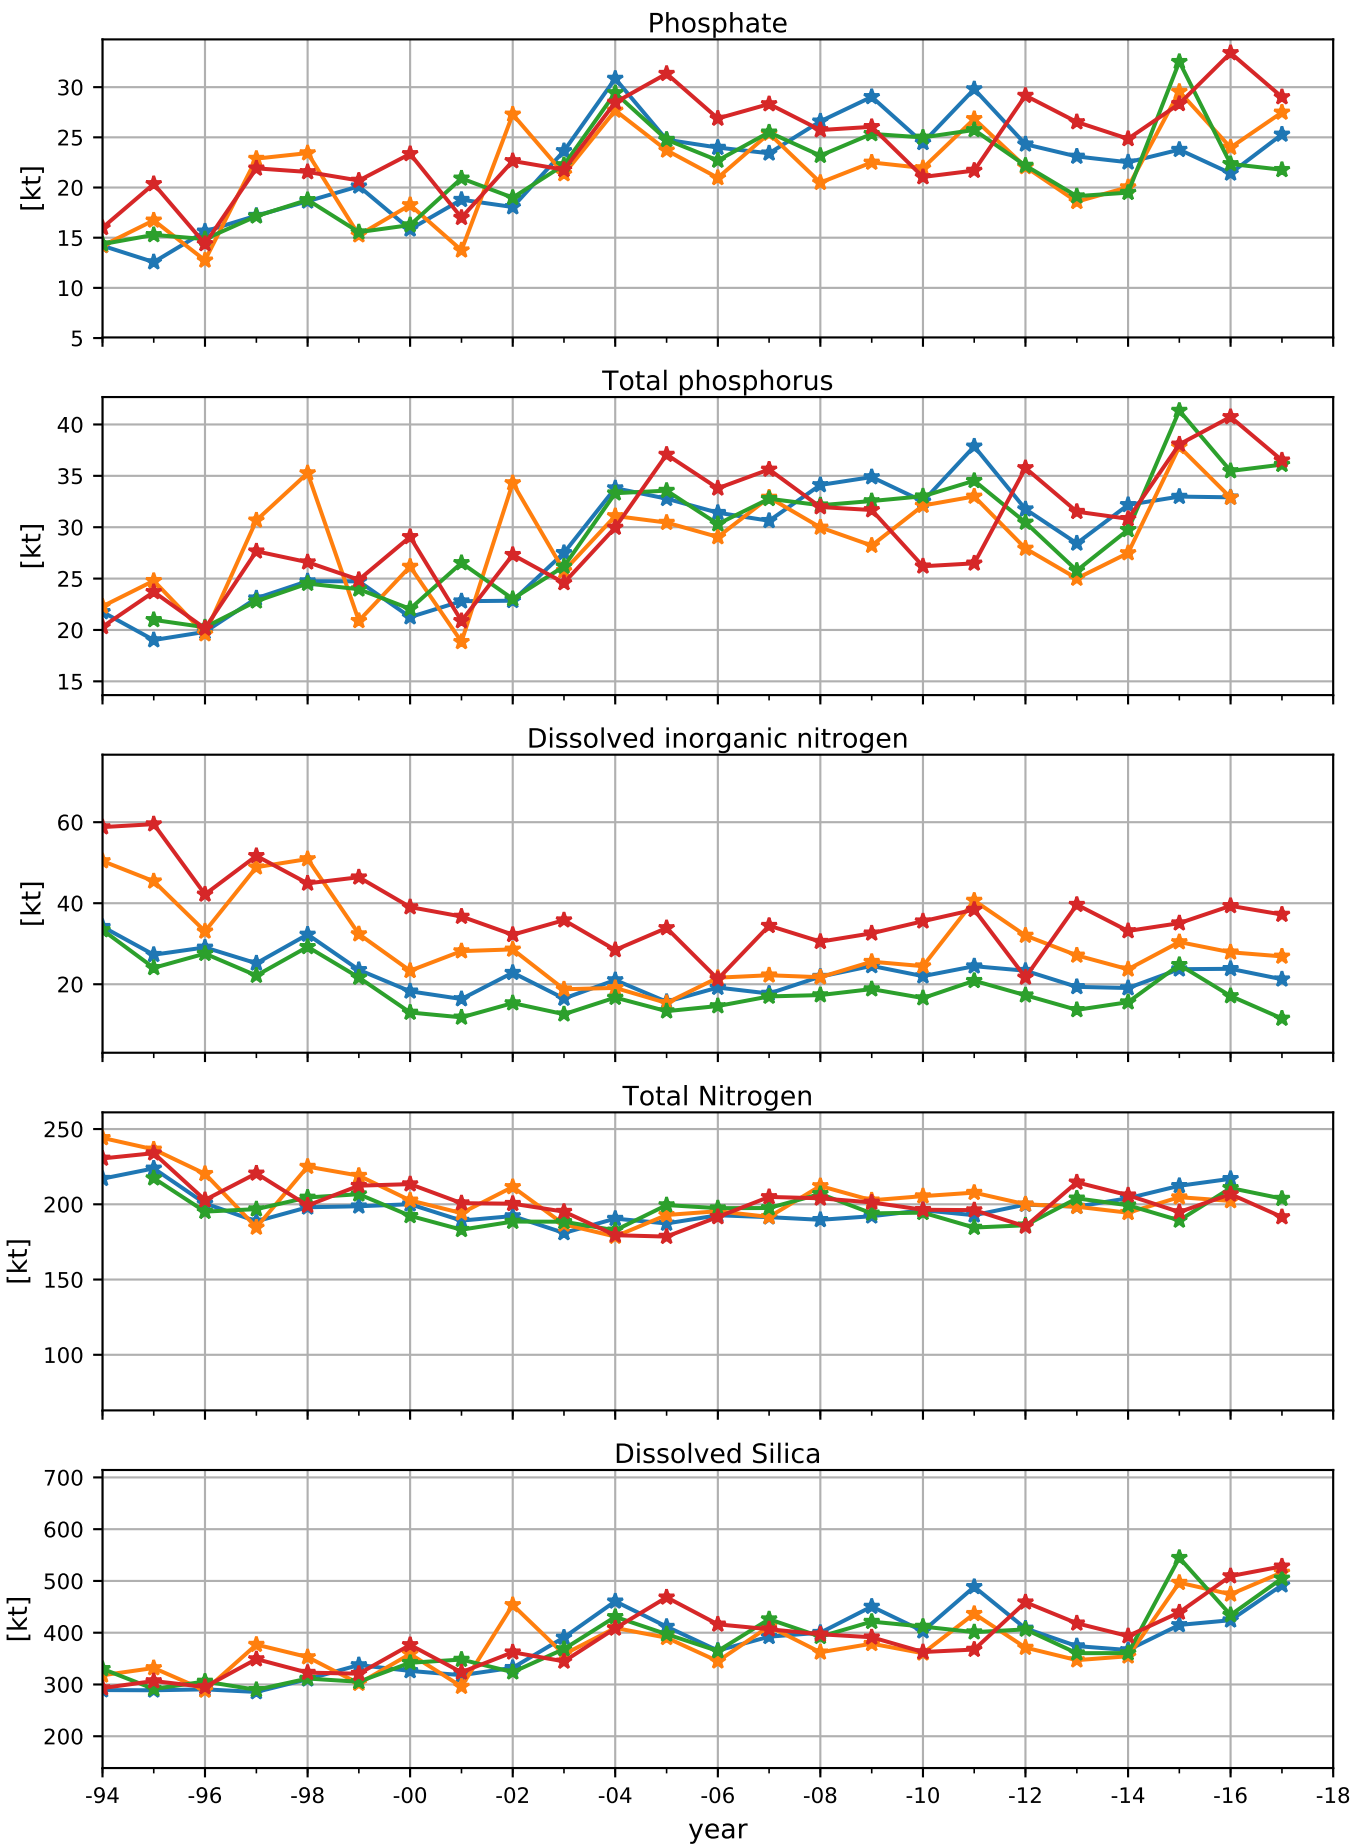 Phosphate
30
25
20
15
10
5
[kt]
Total phosphorus
40
35
30
25
20
15
[kt]
Dissolved inorganic nitrogen
60
40
20
[kt]
Total Nitrogen
250
200
150
100
[kt]
Dissolved Silica
700
600
500
400
300
200
[kt]
-94 -96 -98 -00 -02 -04 -06 -08 -10 -12 -14 -16 -18
year